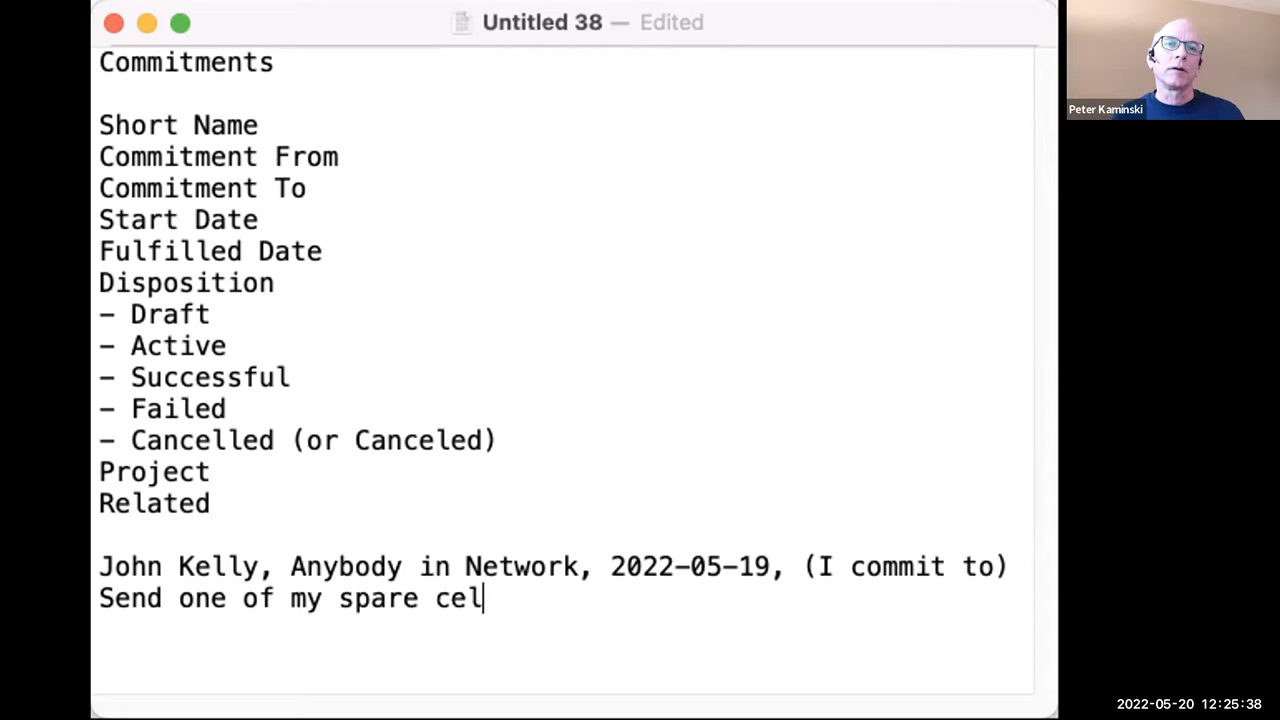 Untitled 38 — Edited
Commitments
Short Name
Commitment From
Commitment To
Start Date
Fulfilled Date
Disposition
- Draft
- Active
- Successful
- Failed
- Cancelled (or Canceled)
Project
Related
John Kelly, Anybody in Network, 2022-05-19, (I commit to)
Send one of my spare cel
Peter Kaminski
2022-05-20 12:25:38